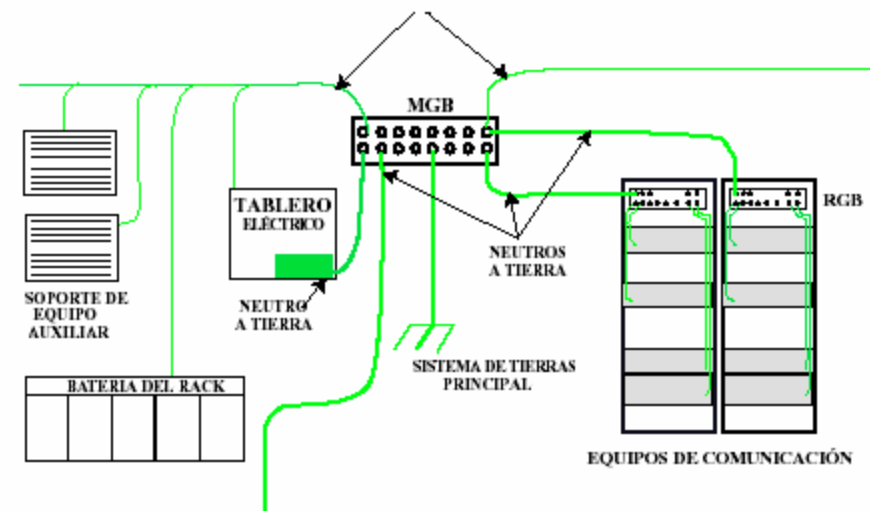 MGB
TABLERO
ELÉCTRICO
RGB
NEUTROS
A TIERRA
SOPORTE DE
EQUIPO
AUXILIAR
NEUTRO
A TIERRA
SISTEMA DE TIERRAS
PRINCIPAL
BATERIA DEL RACK
EQUIPOS DE COMUNICACIÓN